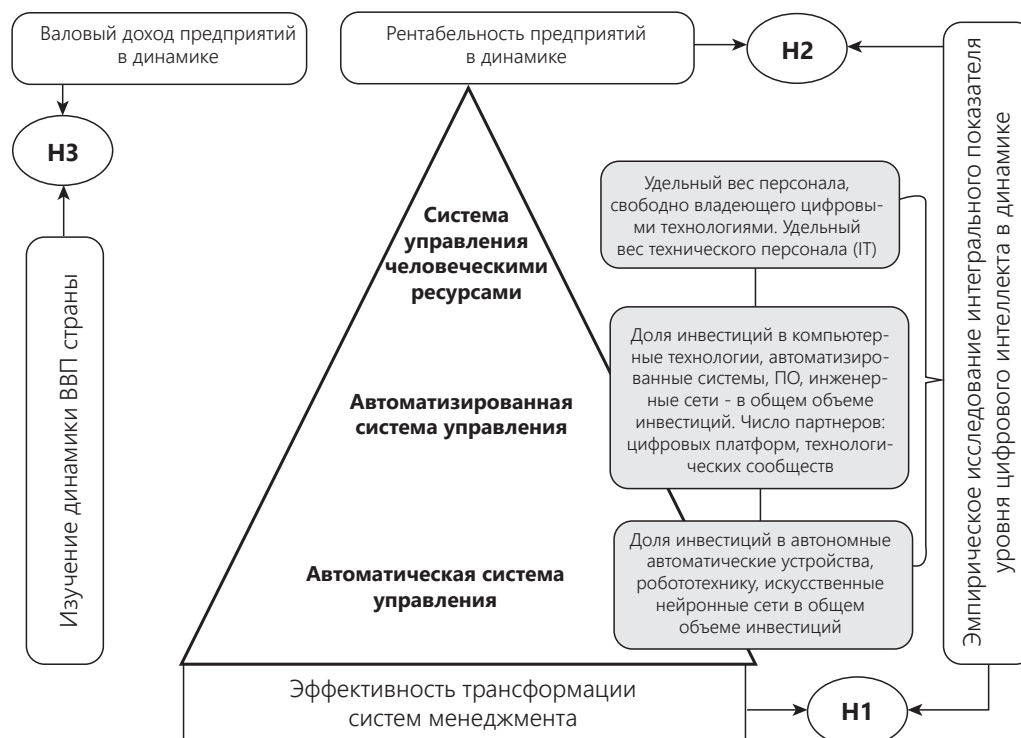 Валовый доход предприятий
в динамике
Рентабельность предприятий
в динамике
H2
H3
Изучение динамики ВВП страны
Система
управления
человеческими
ресурсами
Автоматизированная
система управления
Автоматическая система
управления
Удельный вес персонала,
свободно владеющего цифровы-
ми технологиями. Удельный
вес технического персонала (IT)
Доля инвестиций в компьютер-
ные технологии, автоматизиро-
ванные системы, ПО, инженер-
ные сети - в общем объеме
инвестиций. Число партнеров:
цифровых платформ, технологи-
ческих сообществ
Доля инвестиций в автономные
автоматические устройства,
робототехнику, искусственные
нейронные сети в общем
объеме инвестиций
Эмпирическое исследование интегрального показателя
уровня цифрового интеллекта в динамике
Эффективность трансформации
систем менеджмента
H1